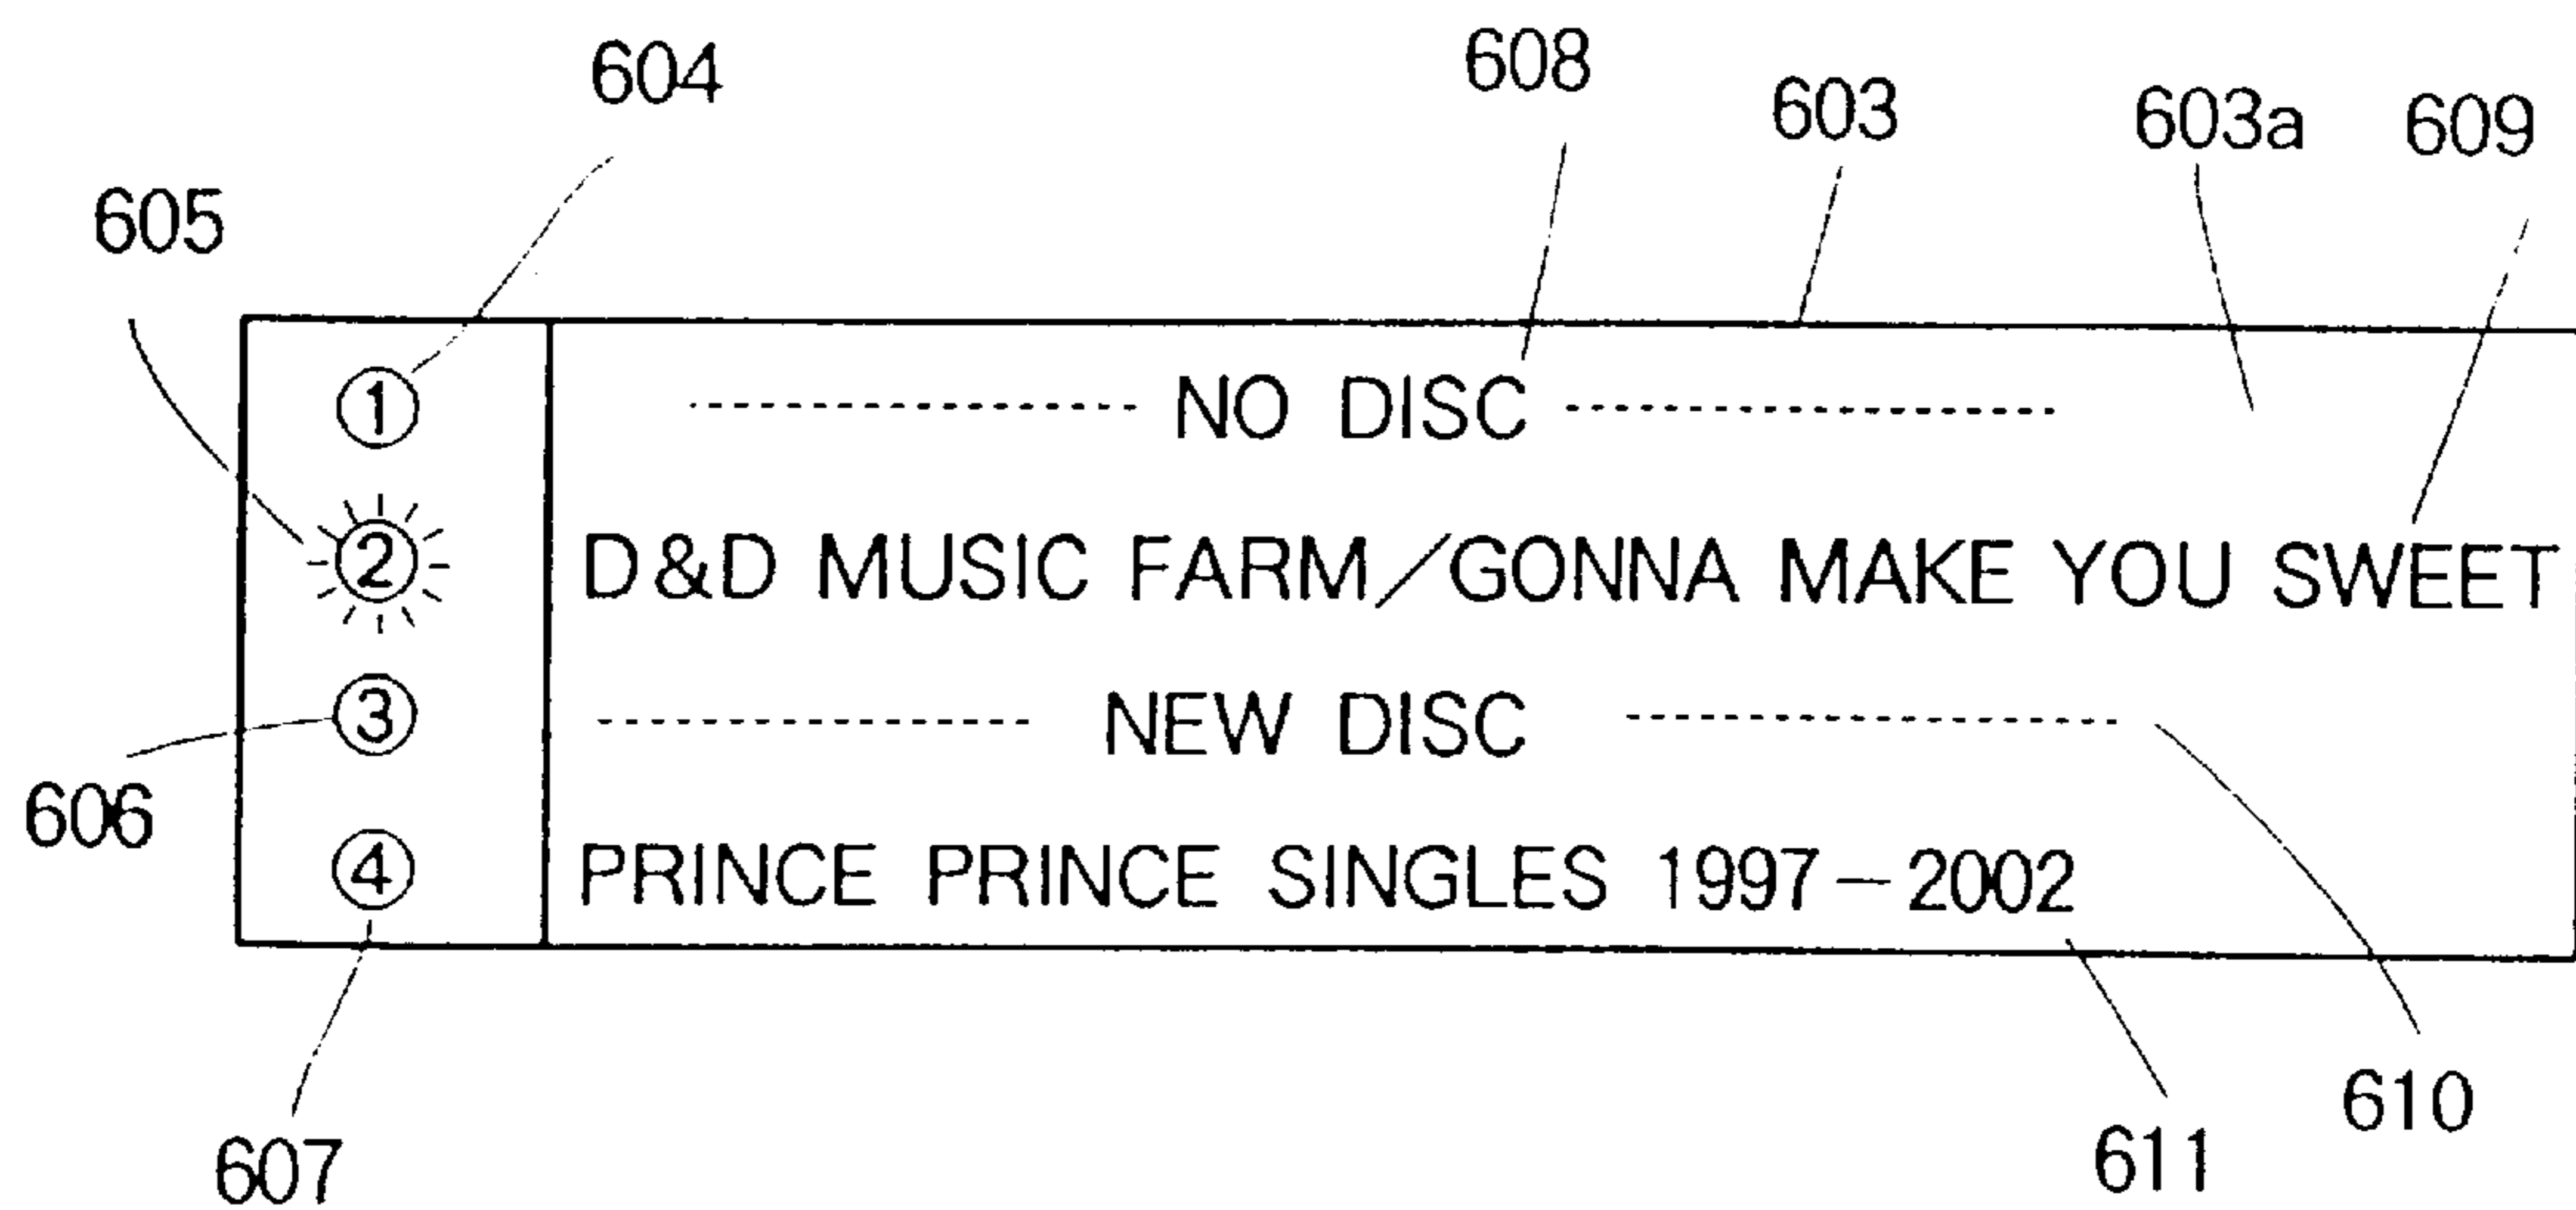 604 608 603 603a 609
605
① ---------- NO DISC ----------
② D&D MUSIC FARM/GONNA MAKE YOU SWEET
③ ---------- NEW DISC ----------
606
④ PRINCE PRINCE SINGLES 1997-2002
607 611 610